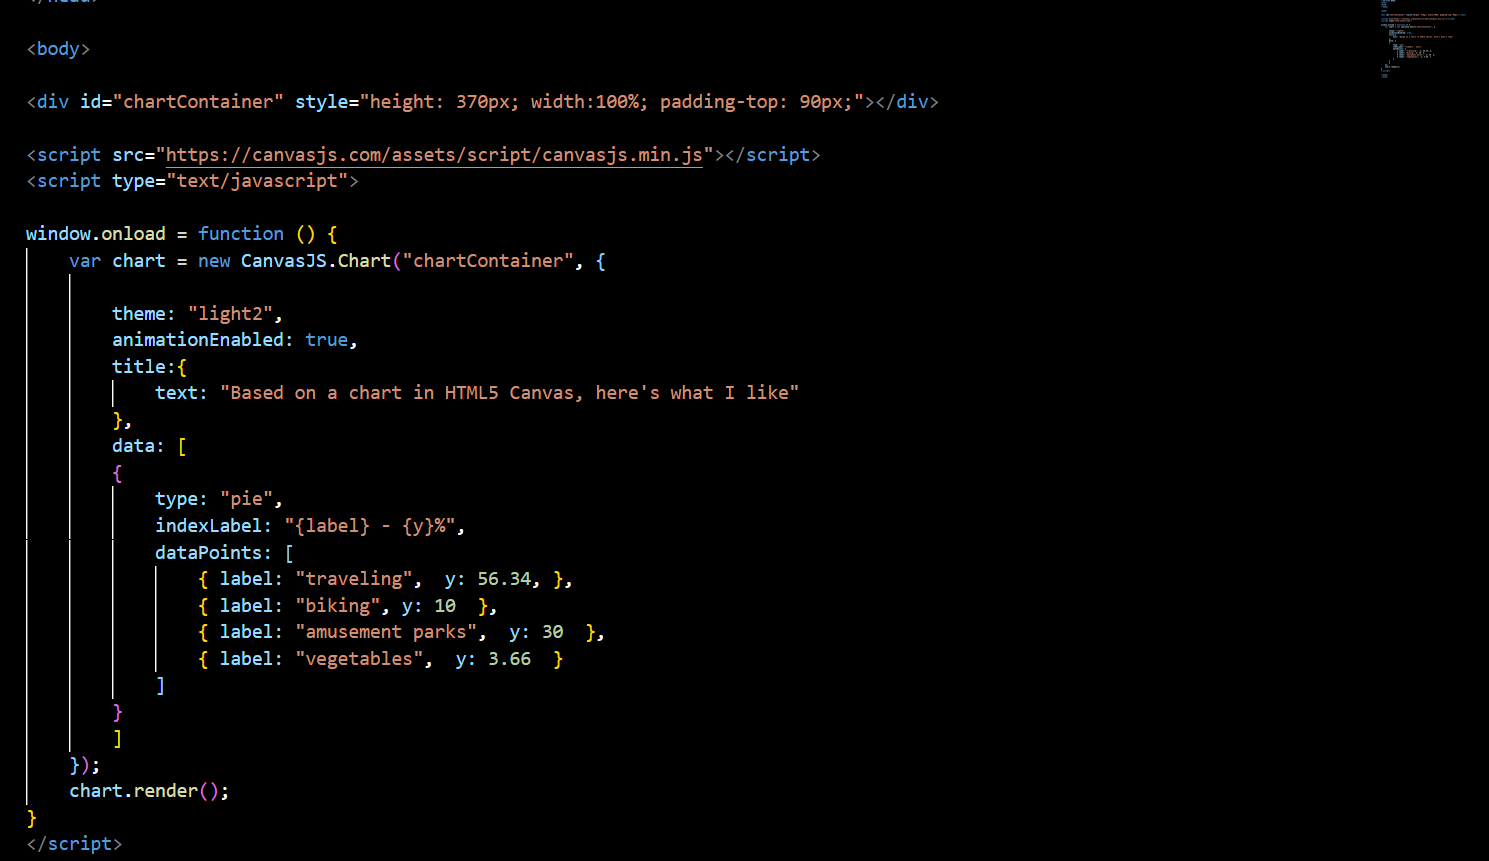 </head>
<body>
<div id="chartContainer" style="height: 370px; width:100%; padding-top: 90px;"></div>
<script src="https://canvasjs.com/assets/script/canvasjs.min.js"></script>
<script type="text/javascript">
window.onload = function () {
var chart = new CanvasJS.Chart("chartContainer", {
theme: "light2",
animationEnabled: true,
title:{
text: "Based on a chart in HTML5 Canvas, here's what I like"
},
data: [
{
type: "pie",
indexLabel: "{label} - {y}%",
dataPoints: [
{ label: "traveling",  y: 56.34, },
{ label: "biking", y: 10  },
{ label: "amusement parks",  y: 30  },
{ label: "vegetables",  y: 3.66  }
]
}
]
});
chart.render();
}
</script>